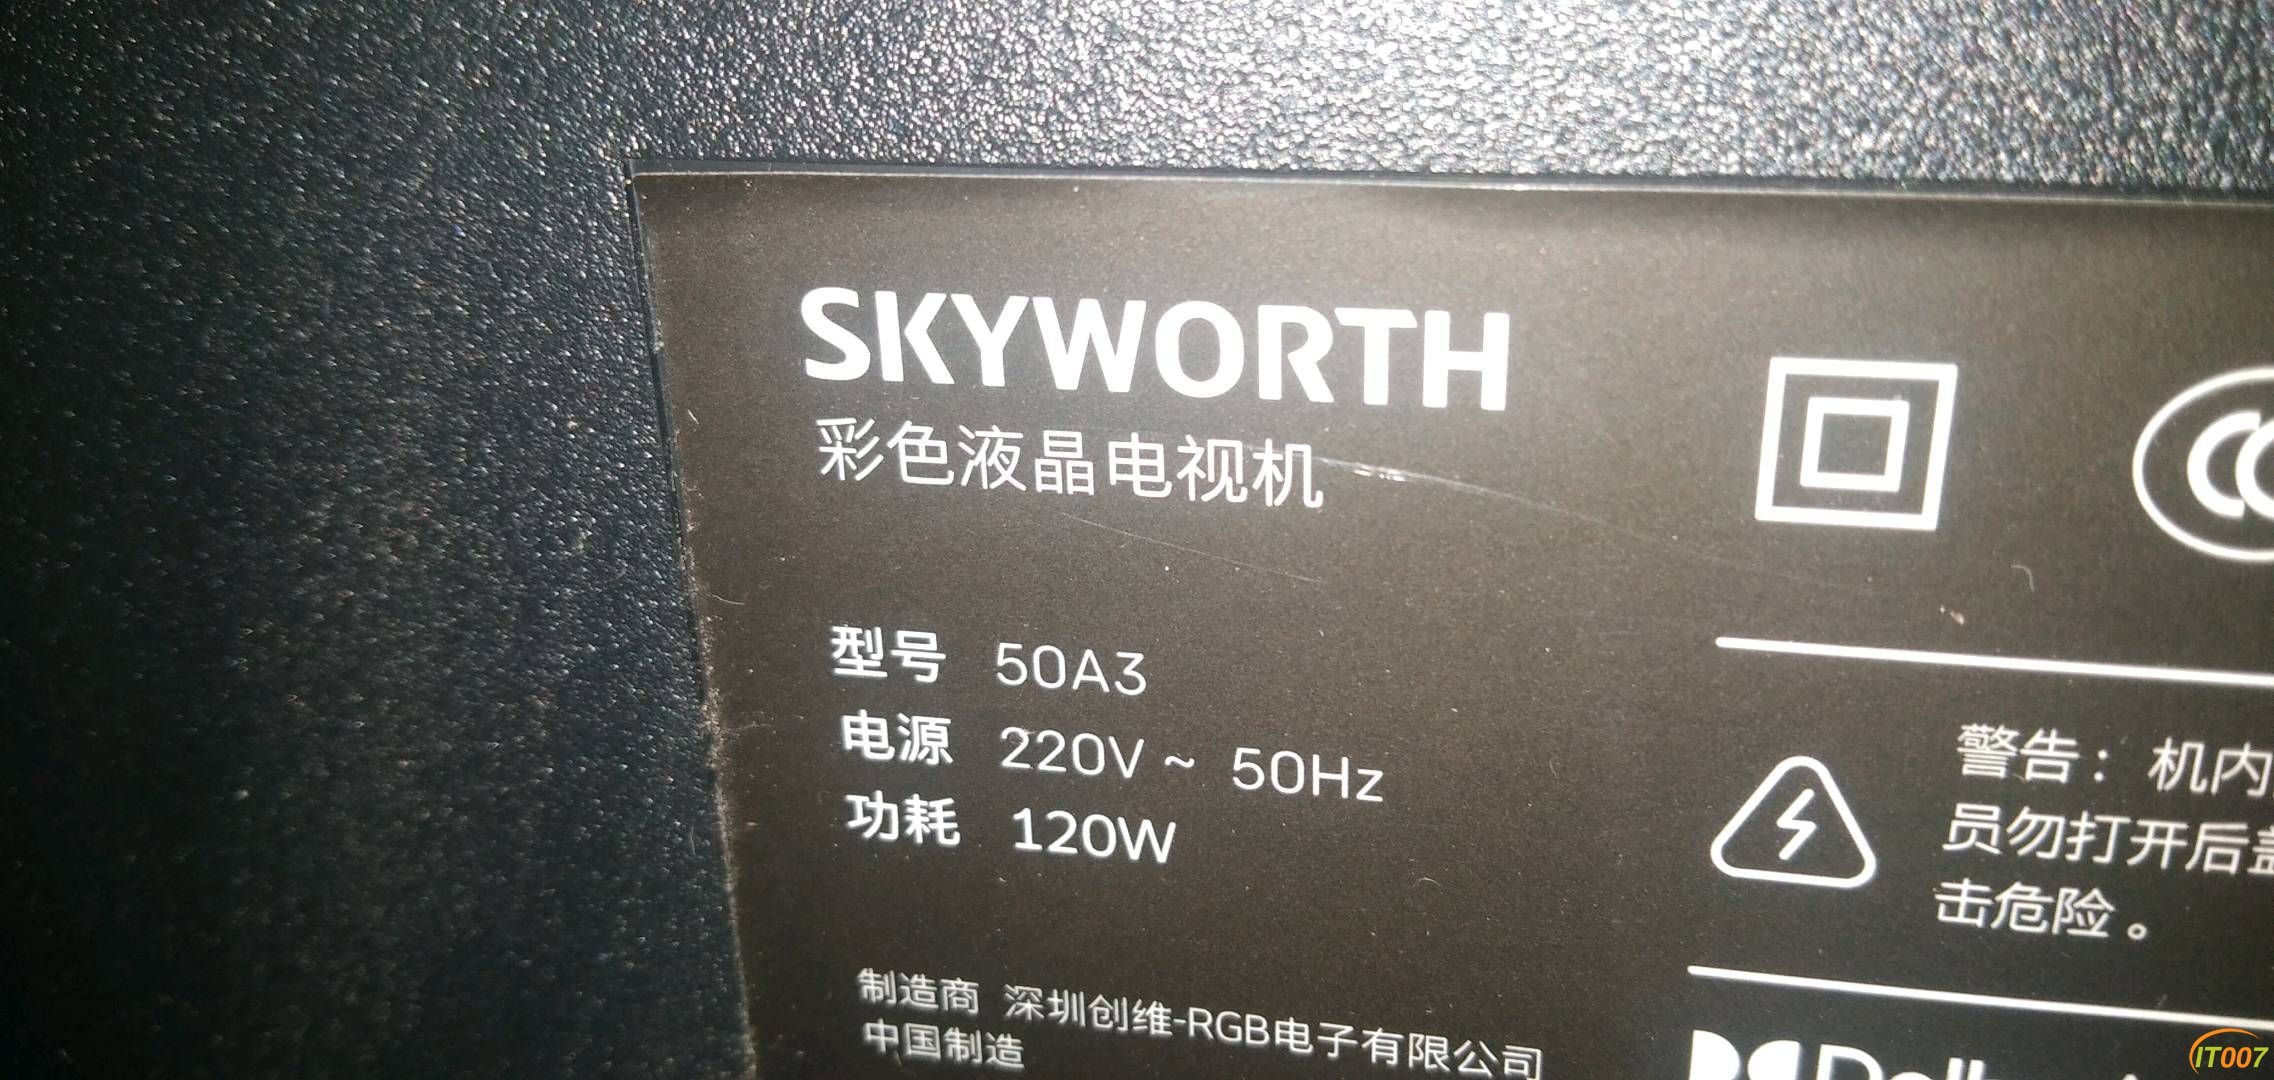 SKYWORTH
彩色液晶电视机
型号 50A3
电源 220V ~ 50Hz
功耗 120W
制造商 深圳创维-RGB电子有限公司
中国制造
警告：机内
员勿打开后盖
击危险。
IT007